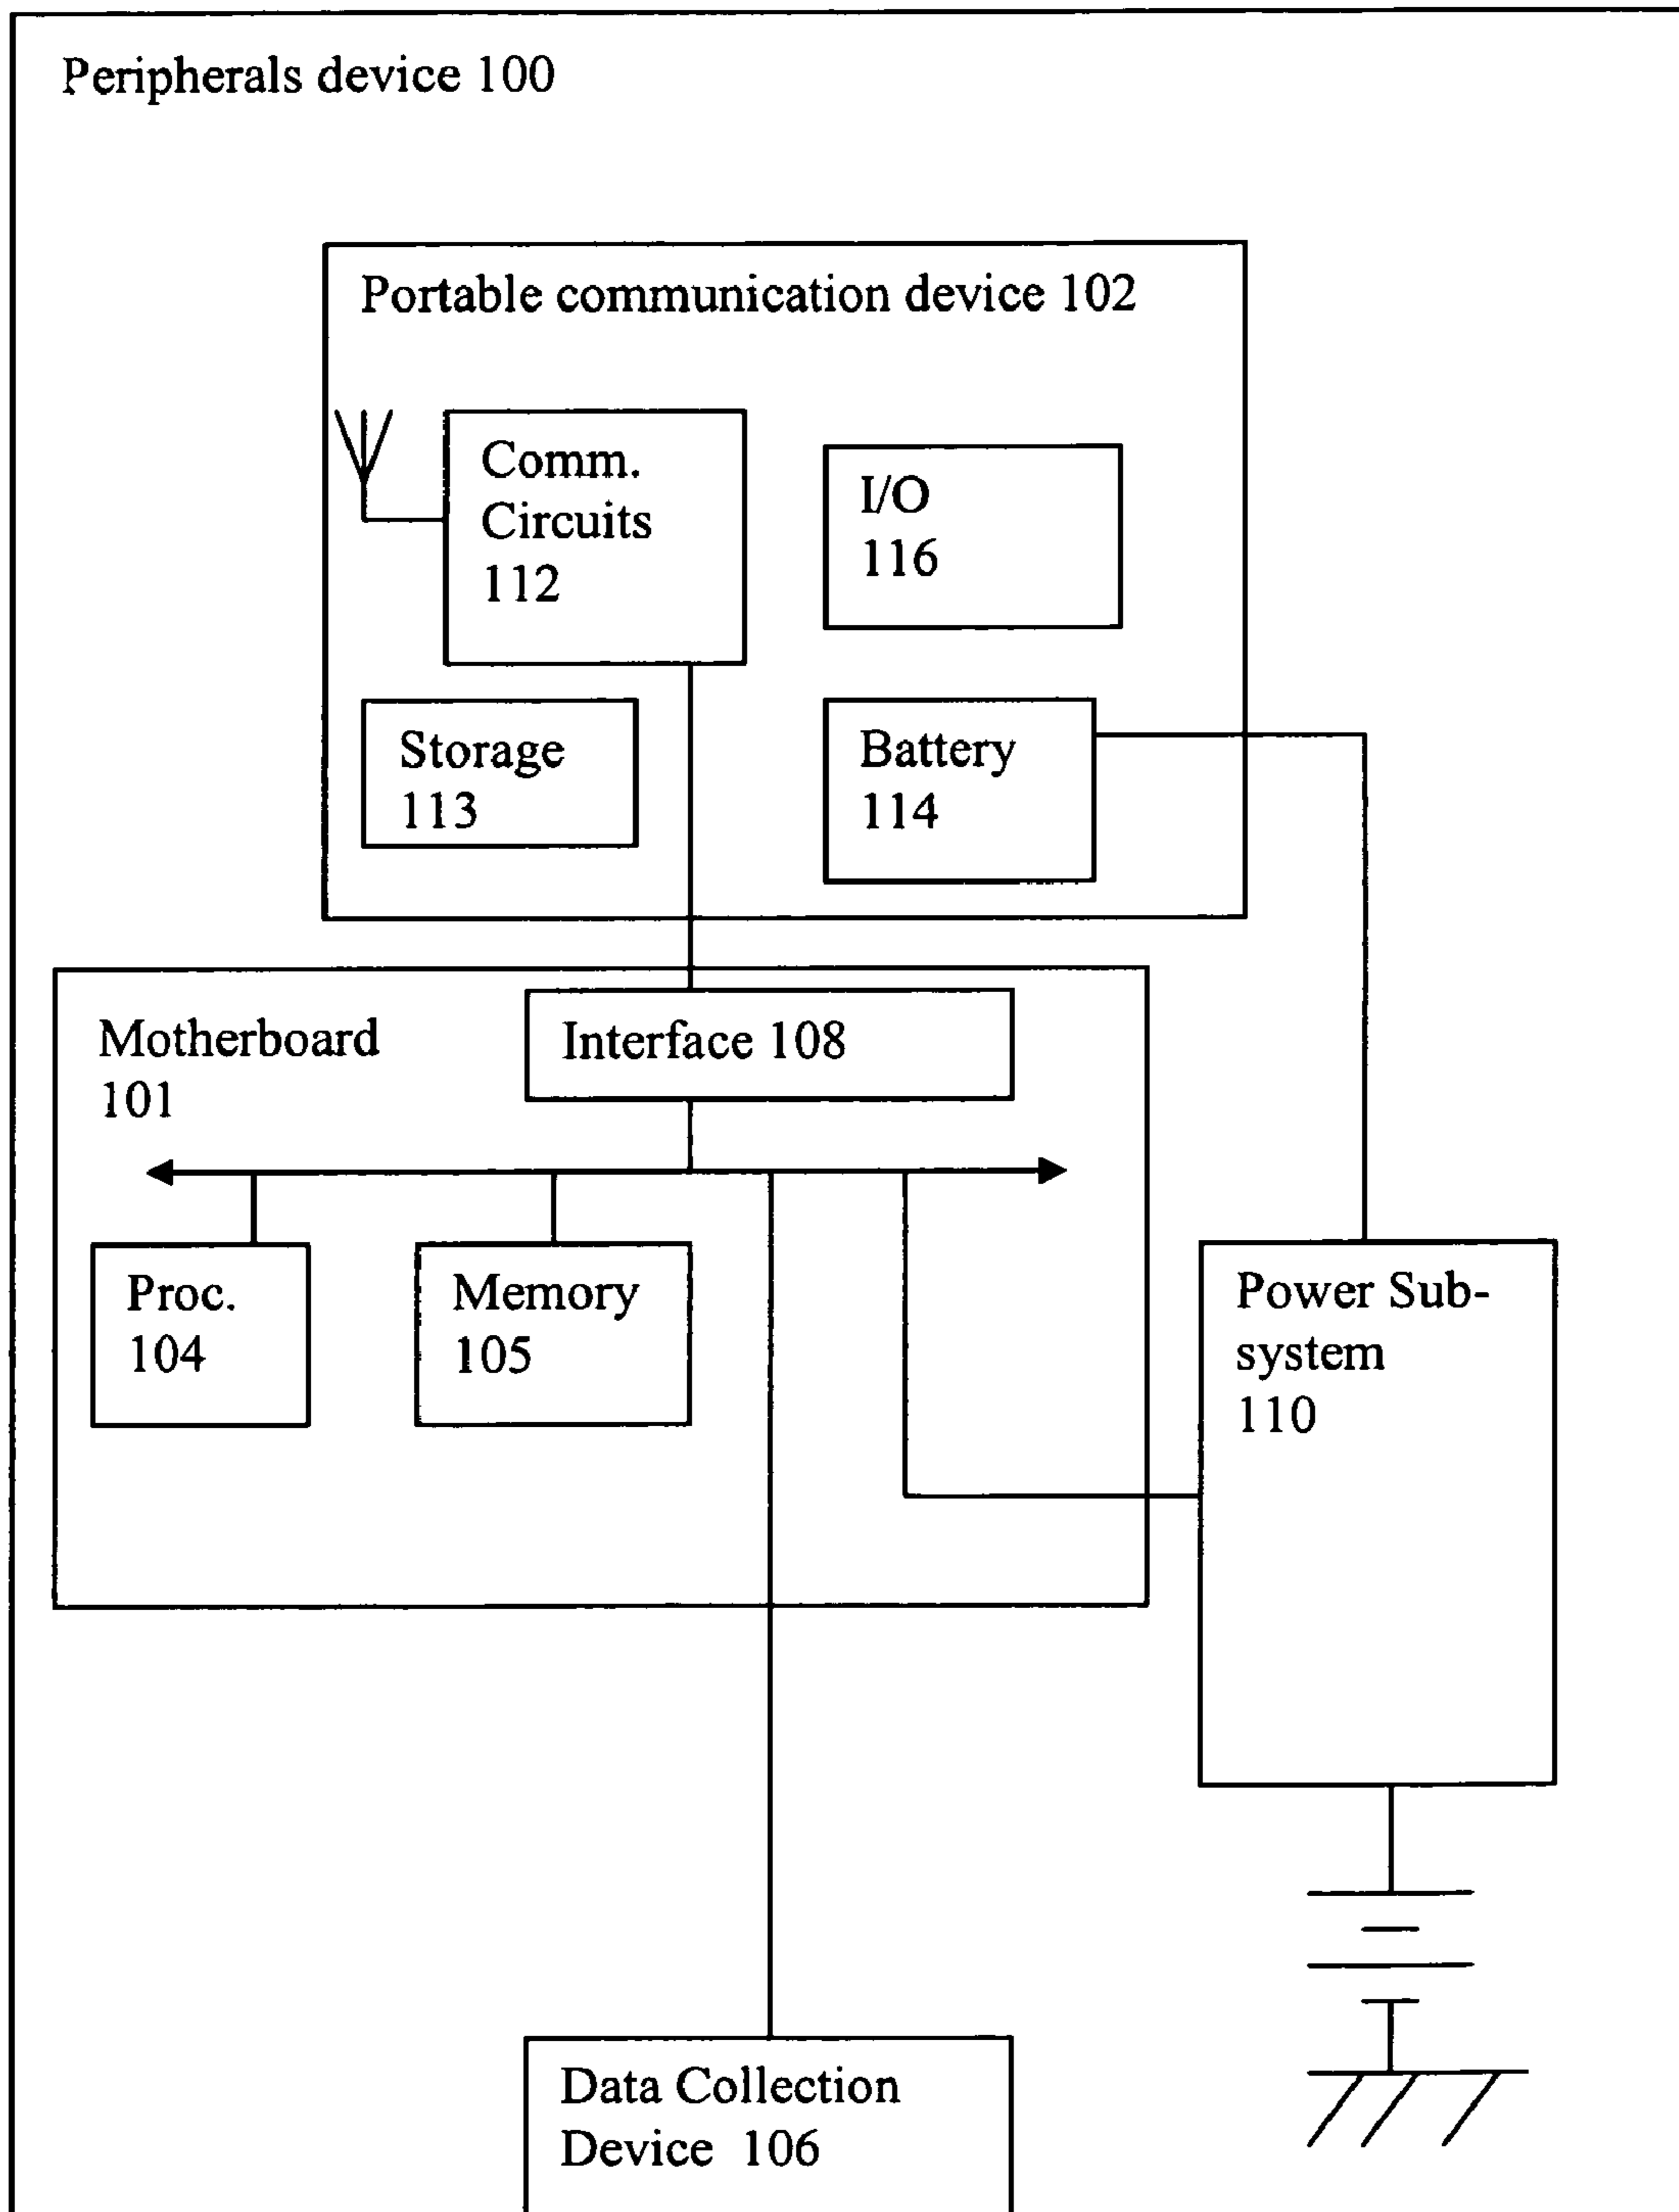 Peripherals device 100
Portable communication device 102
Comm.
Circuits
112
I/O
116
Storage
113
Battery
114
Motherboard
101
Interface 108
Proc.
104
Memory
105
Power Sub-
system
110
Data Collection
Device 106